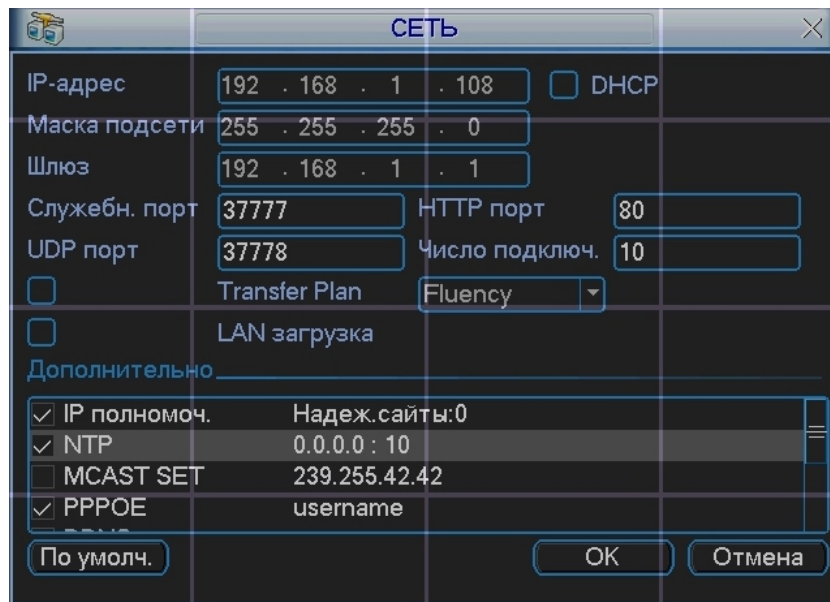 СЕТЬ
IP-адрес 192 . 168 . 1 . 108 DHCP
Маска подсети 255 . 255 . 255 . 0
Шлюз 192 . 168 . 1 . 1
Служебн. порт 37777 HTTP порт 80
UDP порт 37778 Число подключ. 10
Transfer Plan Fluency
LAN загрузка
Дополнительно
IP полномоч. Надеж.сайты:0
NTP 0.0.0.0 : 10
MCAST SET 239.255.42.42
PPPOE username
По умолч. OK Отмена